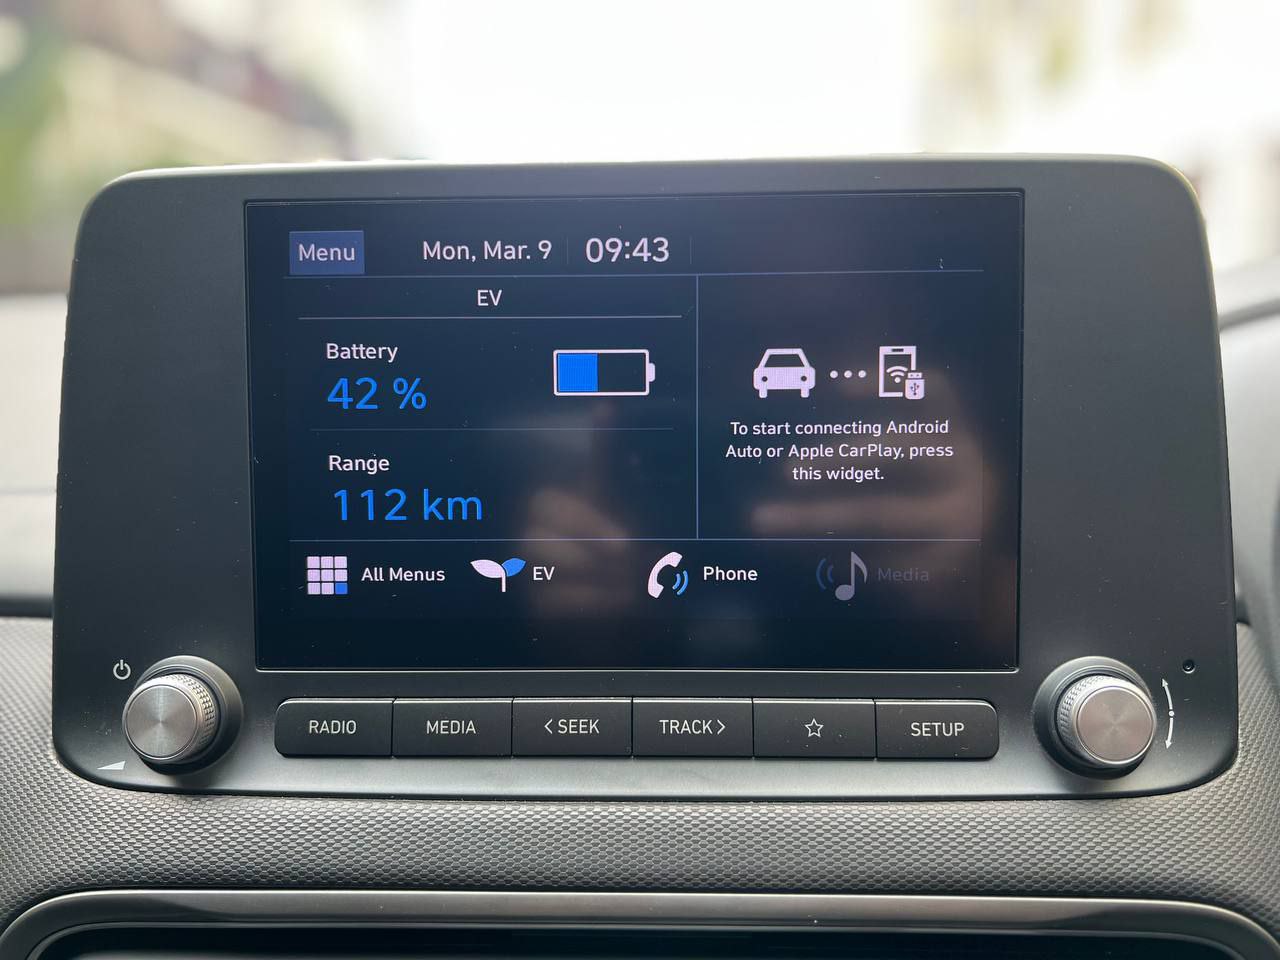 Menu
Mon, Mar. 9
09:43
EV
Battery
42 %
Range
112 km
To start connecting Android
Auto or Apple CarPlay, press
this widget.
All Menus
EV
Phone
Media
RADIO
MEDIA
< SEEK
TRACK >
SETUP